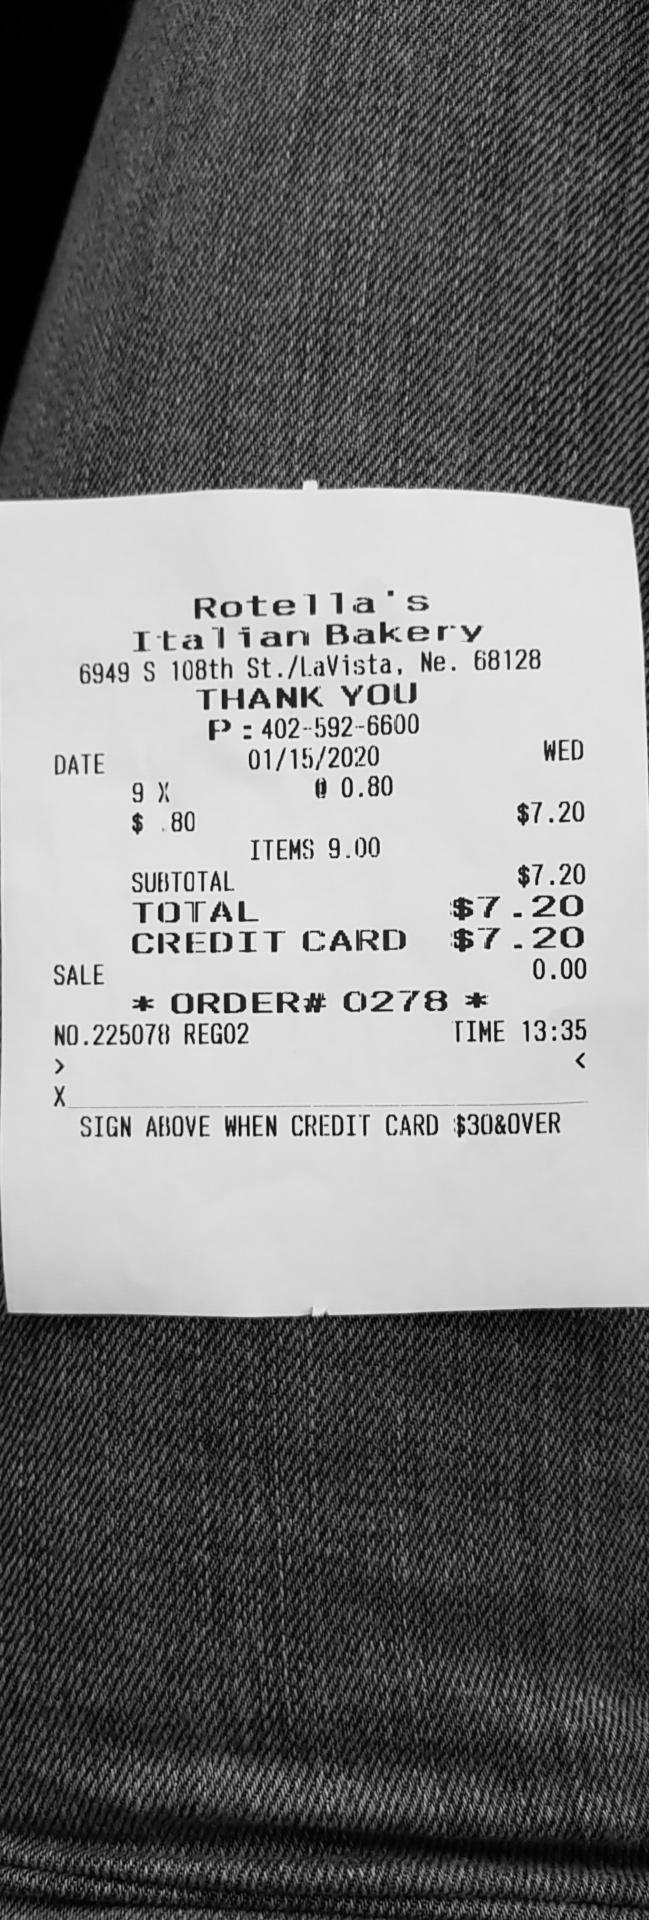 Rotella's
Italian Bakery
6949 S 108th St./LaVista, Ne. 68128
THANK YOU
P : 402-592-6600
DATE 01/15/2020 WED
9 X @ 0.80
$ .80 $7.20
ITEMS 9.00
SUBTOTAL $7.20
TOTAL $7.20
CREDIT CARD $7.20
SALE 0.00
* ORDER# 0278 *
NO.225078 REG02 TIME 13:35
> <
X
SIGN ABOVE WHEN CREDIT CARD $30&OVER